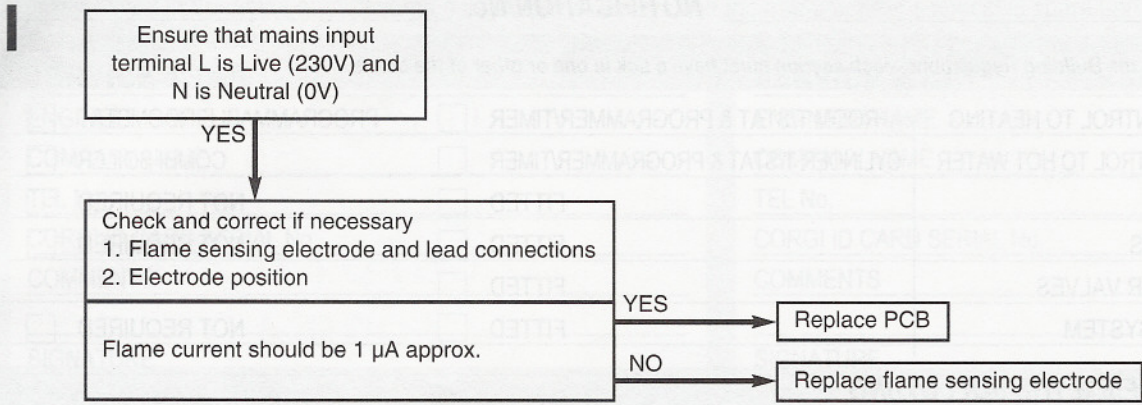 I
Ensure that mains input
terminal L is Live (230V) and
N is Neutral (0V)
YES
Check and correct if necessary
1. Flame sensing electrode and lead connections
2. Electrode position
Flame current should be 1 µA approx.
YES
Replace PCB
NO
Replace flame sensing electrode